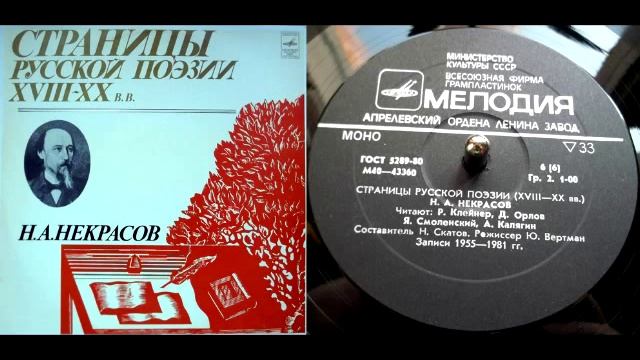 СТРАНИЦЫ
РУССКОЙ ПОЭЗИИ
XVIII-XX В.В.
Н.А.НЕКРАСОВ
МИНИСТЕРСТВО
КУЛЬТУРЫ СССР
ВСЕСОЮЗНАЯ ФИРМА
ГРАМПЛАСТИНОК
МЕЛОДИЯ
АПРЕЛЕВСКИЙ ОРДЕНА ЛЕНИНА ЗАВОД
МОНО
33
ГОСТ 5289-80
М40—43360
6 [6]
Гр. 2. 1-00
СТРАНИЦЫ РУССКОЙ ПОЭЗИИ (XVIII—XX вв.)
Н. А. НЕКРАСОВ
Читают: Р. Клейнер, Д. Орлов
Я. Смоленский, А. Калягин
Составитель Н. Скатов. Режиссер Ю. Вертман
Записи 1955—1981 гг.